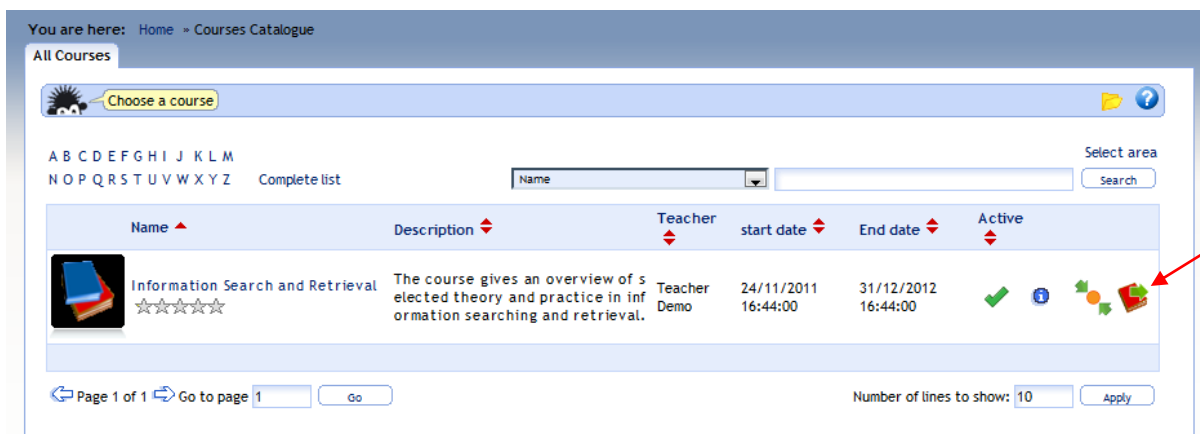 You are here: Home » Courses Catalogue
All Courses
Choose a course
A B C D E F G H I J K L M
Select area
N O P Q R S T U V W X Y Z Complete list Name Search
Name Description Teacher start date End date Active
Information Search and Retrieval
The course gives an overview of s
elected theory and practice in inf
ormation searching and retrieval.
Teacher
Demo
24/11/2011
16:44:00
31/12/2012
16:44:00
Page 1 of 1 Go to page 1 Go Number of lines to show: 10 Apply